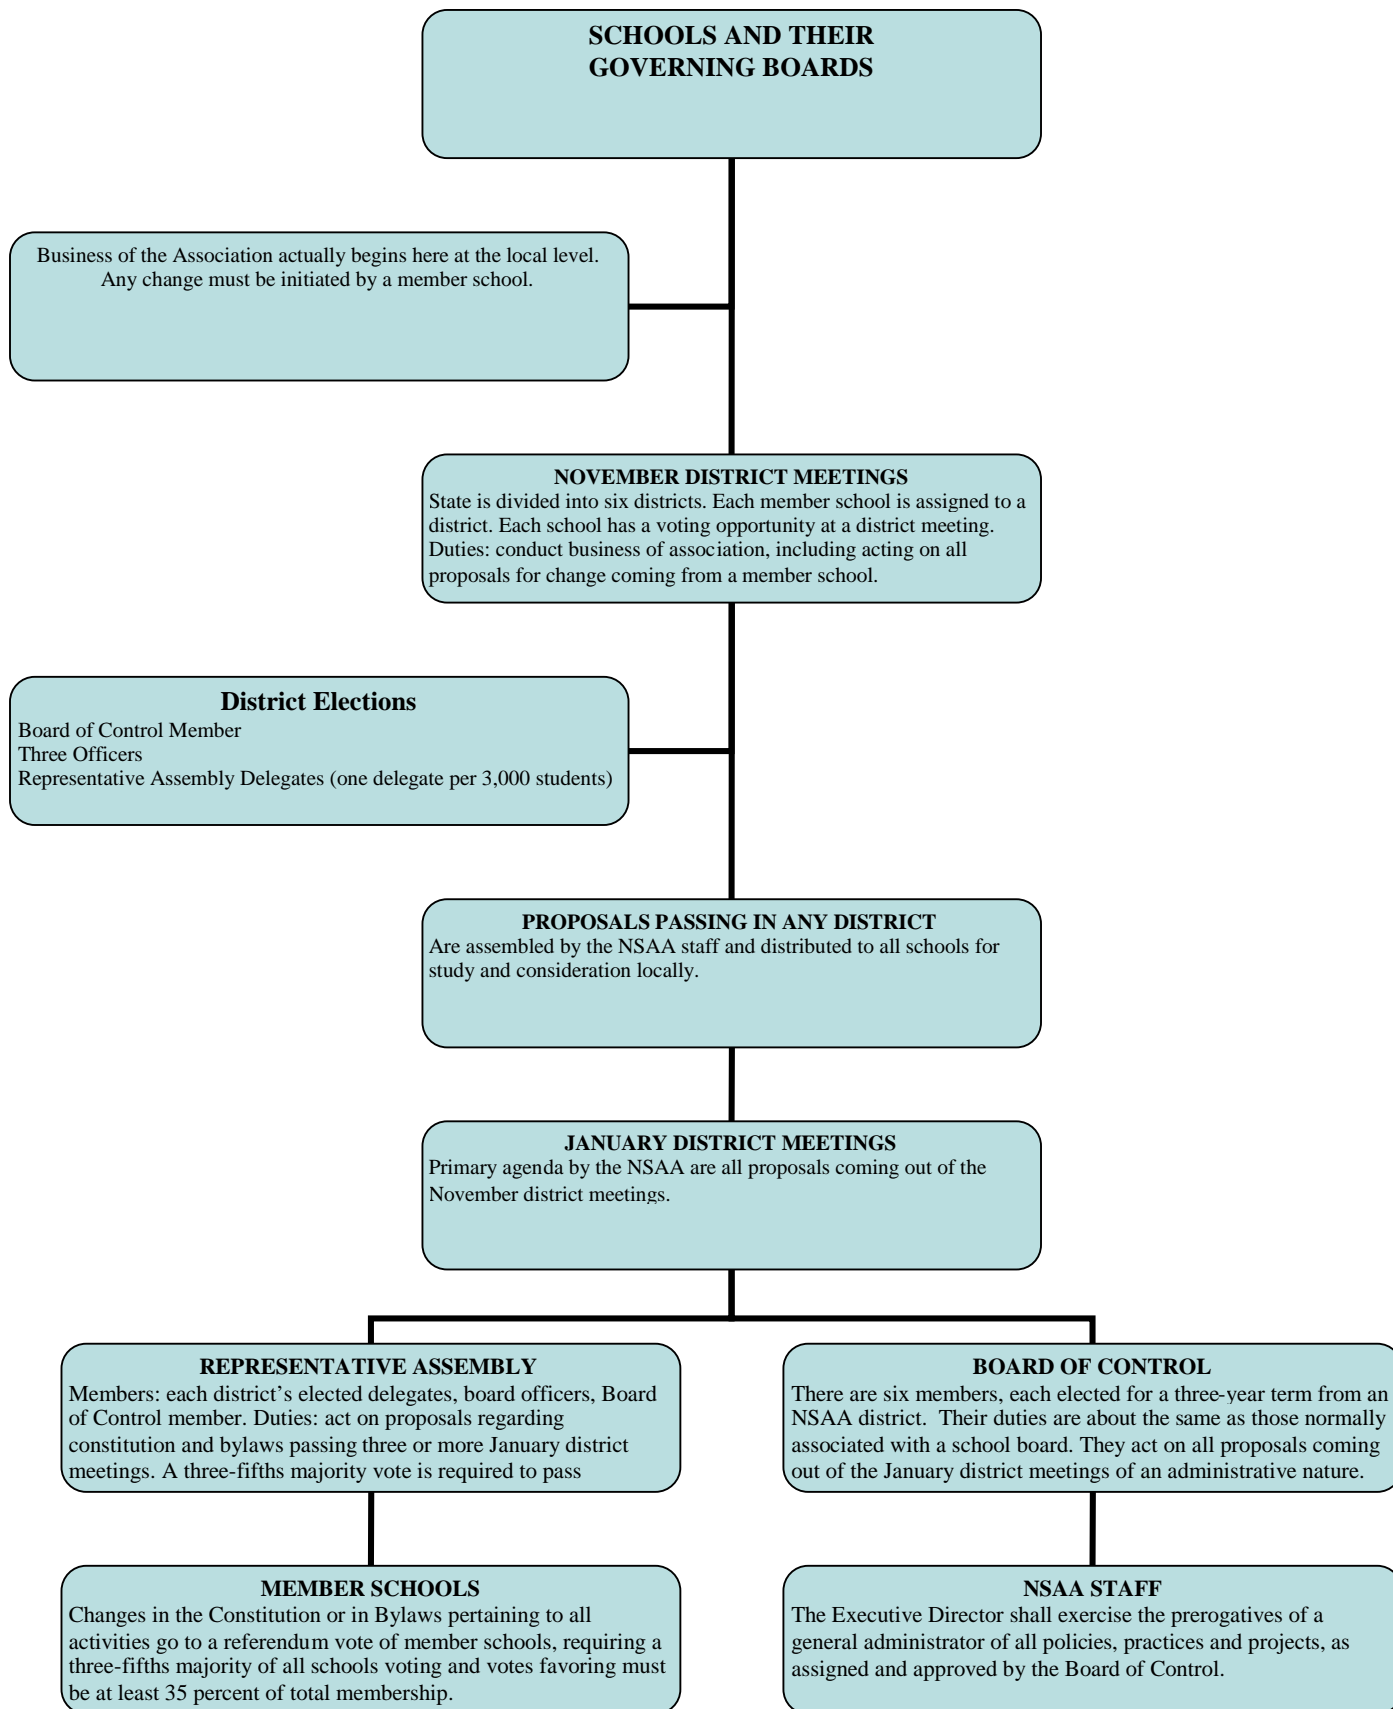 SCHOOLS AND THEIR
GOVERNING BOARDS
Business of the Association actually begins here at the local level.
Any change must be initiated by a member school.
NOVEMBER DISTRICT MEETINGS
State is divided into six districts. Each member school is assigned to a
district. Each school has a voting opportunity at a district meeting.
Duties: conduct business of association, including acting on all
proposals for change coming from a member school.
District Elections
Board of Control Member
Three Officers
Representative Assembly Delegates (one delegate per 3,000 students)
PROPOSALS PASSING IN ANY DISTRICT
Are assembled by the NSAA staff and distributed to all schools for
study and consideration locally.
JANUARY DISTRICT MEETINGS
Primary agenda by the NSAA are all proposals coming out of the
November district meetings.
REPRESENTATIVE ASSEMBLY
Members: each district’s elected delegates, board officers, Board
of Control member. Duties: act on proposals regarding
constitution and bylaws passing three or more January district
meetings. A three-fifths majority vote is required to pass
BOARD OF CONTROL
There are six members, each elected for a three-year term from an
NSAA district.  Their duties are about the same as those normally
associated with a school board. They act on all proposals coming
out of the January district meetings of an administrative nature.
MEMBER SCHOOLS
Changes in the Constitution or in Bylaws pertaining to all
activities go to a referendum vote of member schools, requiring a
three-fifths majority of all schools voting and votes favoring must
be at least 35 percent of total membership.
NSAA STAFF
The Executive Director shall exercise the prerogatives of a
general administrator of all policies, practices and projects, as
assigned and approved by the Board of Control.